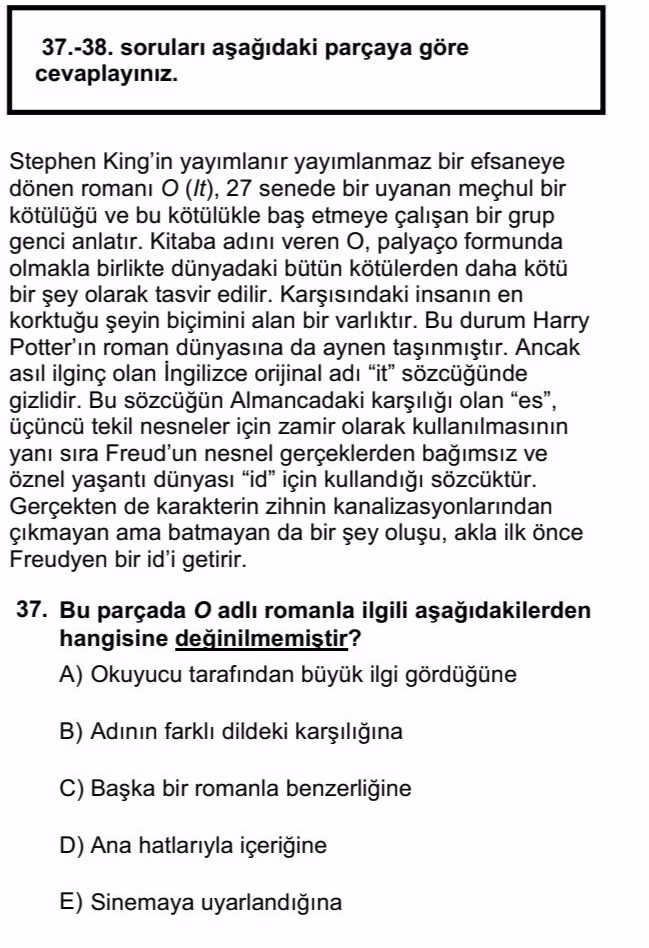 37.-38. soruları aşağıdaki parçaya göre
cevaplayınız.
Stephen King’in yayımlanır yayımlanmaz bir efsaneye
dönen romanı O (It), 27 senede bir uyanan meçhul bir
kötülüğü ve bu kötülükle baş etmeye çalışan bir grup
genci anlatır. Kitaba adını veren O, palyaço formunda
olmakla birlikte dünyadaki bütün kötülerden daha kötü
bir şey olarak tasvir edilir. Karşısındaki insanın en
korktuğu şeyin biçimini alan bir varlıktır. Bu durum Harry
Potter’ın roman dünyasına da aynen taşınmıştır. Ancak
asıl ilginç olan İngilizce orijinal adı “it” sözcüğünde
gizlidir. Bu sözcüğün Almancadaki karşılığı olan “es”,
üçüncü tekil nesneler için zamir olarak kullanılmasının
yanı sıra Freud’un nesnel gerçeklerden bağımsız ve
öznel yaşantı dünyası “id” için kullandığı sözcüktür.
Gerçekten de karakterin zihnin kanalizasyonlarından
çıkmayan ama batmayan da bir şey oluşu, akla ilk önce
Freudyen bir id’i getirir.
37. Bu parçada O adlı romanla ilgili aşağıdakilerden
hangisine değinilmemiştir?
A) Okuyucu tarafından büyük ilgi gördüğüne
B) Adının farklı dildeki karşılığına
C) Başka bir romanla benzerliğine
D) Ana hatlarıyla içeriğine
E) Sinemaya uyarlandığına